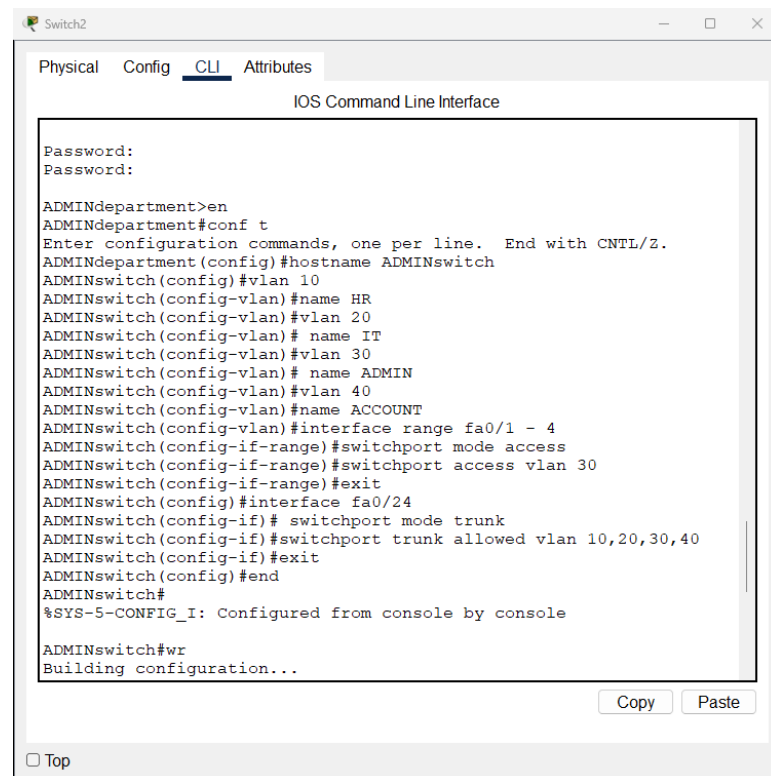 Switch2
Physical Config CLI Attributes
IOS Command Line Interface
Password:
Password:
ADMINdepartment>en
ADMINdepartment#conf t
Enter configuration commands, one per line.  End with CNTL/Z.
ADMINdepartment(config)#hostname ADMINswitch
ADMINswitch(config)#vlan 10
ADMINswitch(config-vlan)#name HR
ADMINswitch(config-vlan)#vlan 20
ADMINswitch(config-vlan)# name IT
ADMINswitch(config-vlan)#vlan 30
ADMINswitch(config-vlan)# name ADMIN
ADMINswitch(config-vlan)#vlan 40
ADMINswitch(config-vlan)#name ACCOUNT
ADMINswitch(config-vlan)#interface range fa0/1 - 4
ADMINswitch(config-if-range)#switchport mode access
ADMINswitch(config-if-range)#switchport access vlan 30
ADMINswitch(config-if-range)#exit
ADMINswitch(config)#interface fa0/24
ADMINswitch(config-if)# switchport mode trunk
ADMINswitch(config-if)#switchport trunk allowed vlan 10,20,30,40
ADMINswitch(config-if)#exit
ADMINswitch(config)#end
ADMINswitch#
%SYS-5-CONFIG_I: Configured from console by console
ADMINswitch#wr
Building configuration...
Copy Paste
Top